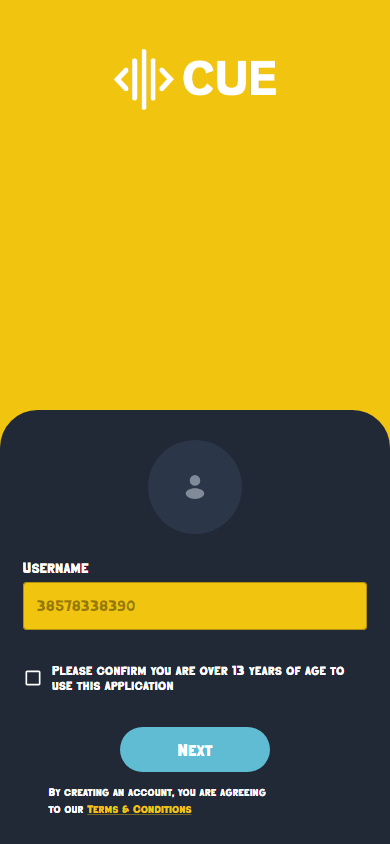 CUE
Username
38578338390
Please confirm you are over 13 years of age to
use this application
Next
By creating an account, you are agreeing
to our Terms & Conditions